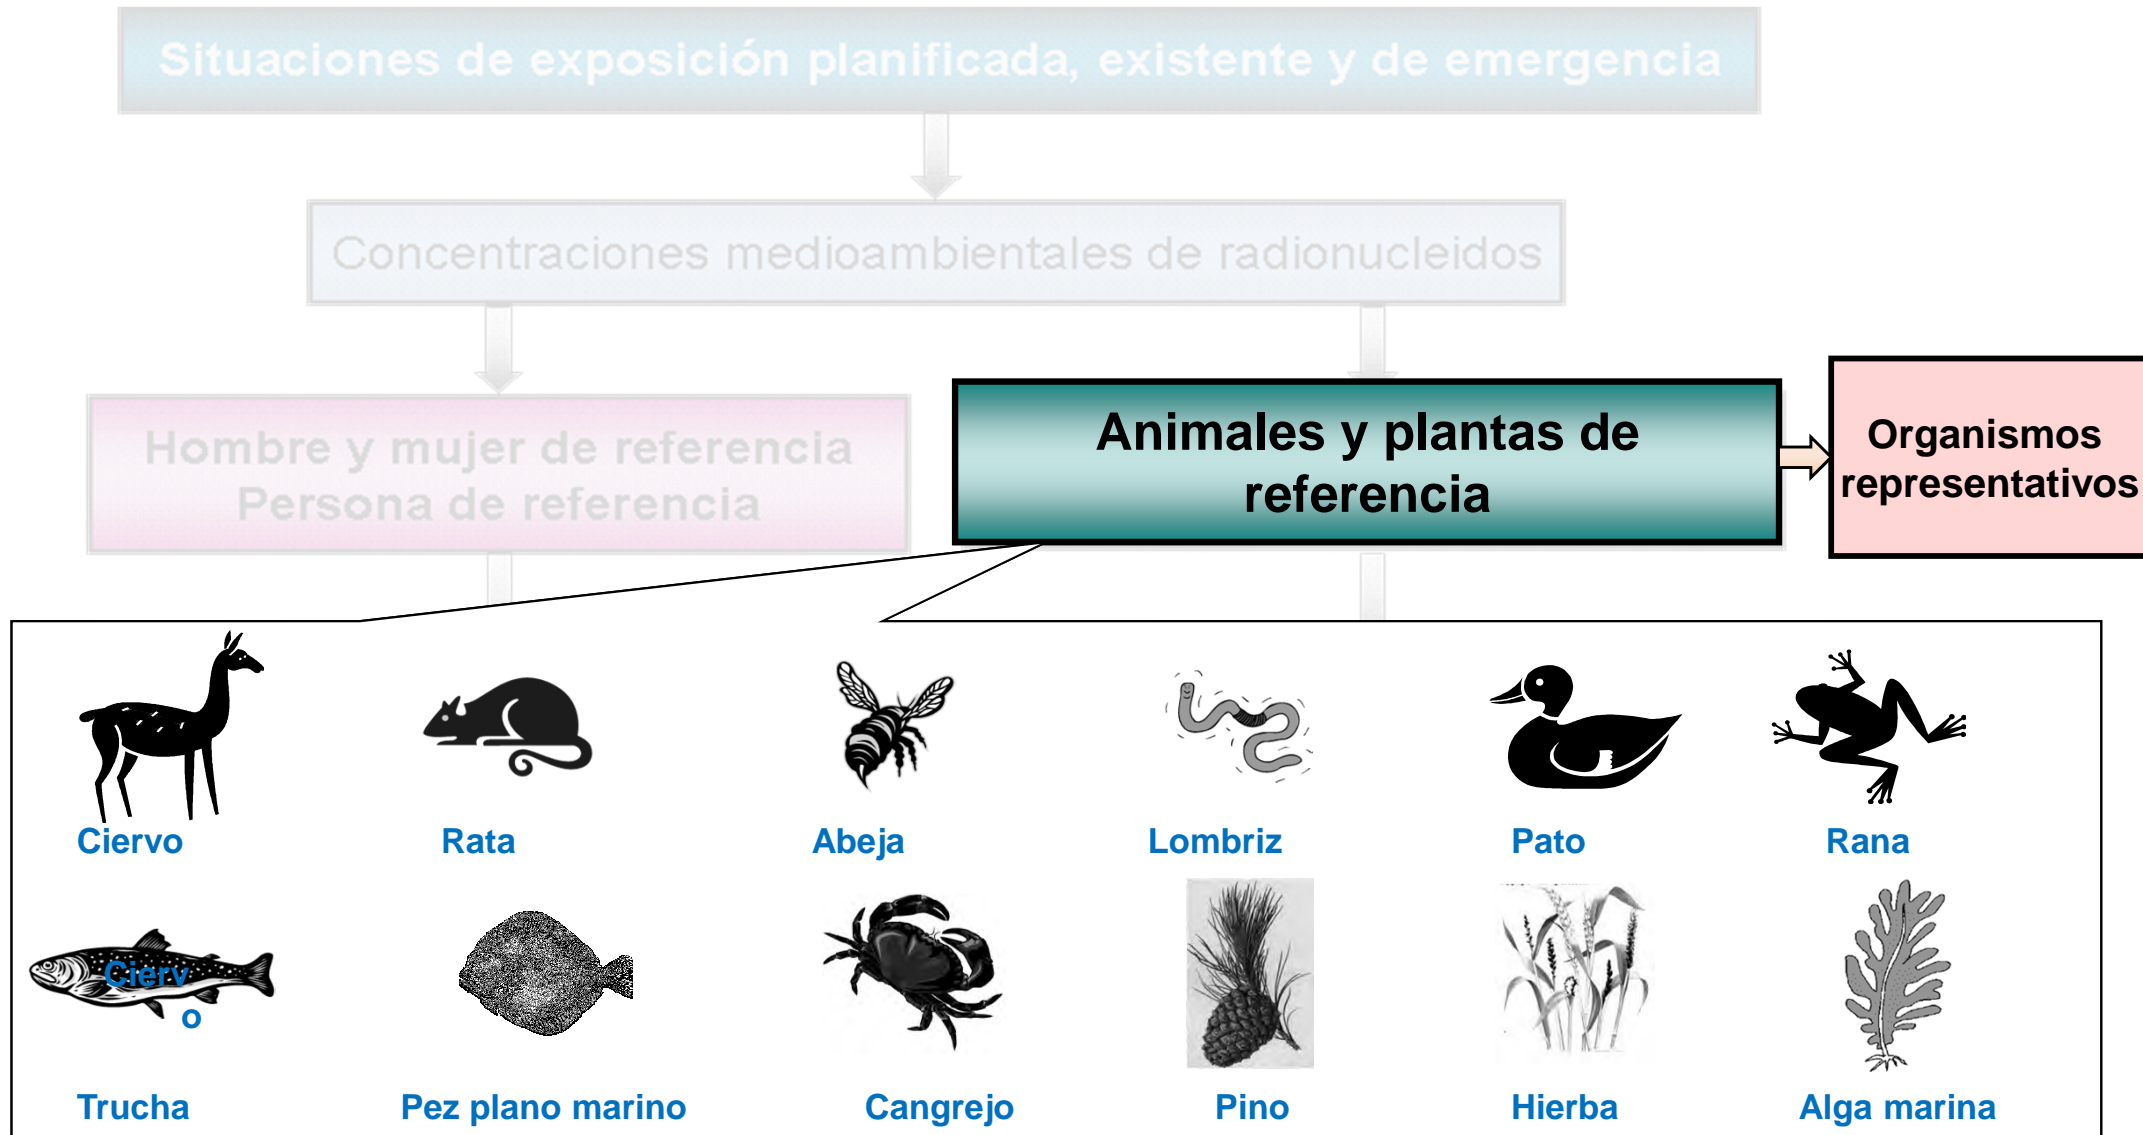 Situaciones de exposición planificada, existente y de emergencia
Concentraciones medioambientales de radionucleidos
Hombre y mujer de referencia
Persona de referencia
Animales y plantas de
referencia
Organismos
representativos
Ciervo
Rata
Abeja
Lombriz
Pato
Rana
Cierv
o
Trucha
Pez plano marino
Cangrejo
Pino
Hierba
Alga marina